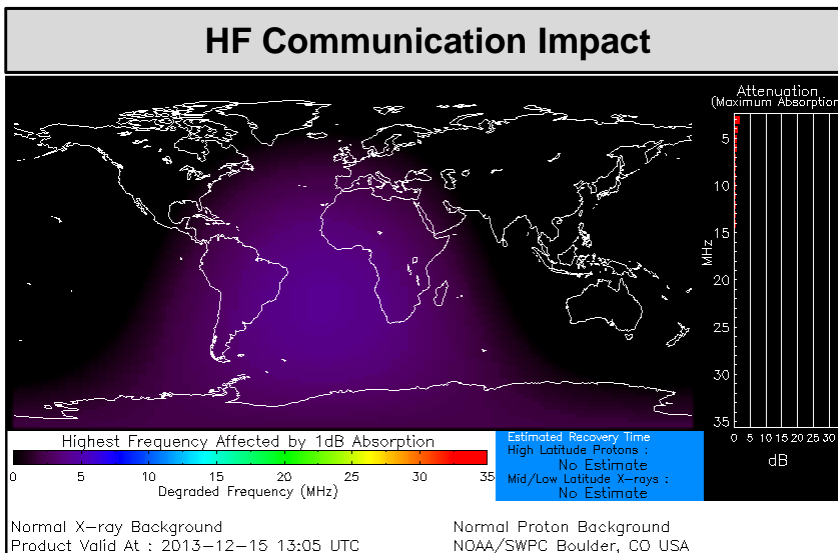 HF Communication Impact
Attenuation
(Maximum Absorption)
5
10
15
20
25
30
35
MHz
0 5 10 15 20 25 30
dB
Highest Frequency Affected by 1dB Absorption
0 5 10 15 20 25 30 35
Degraded Frequency (MHz)
Estimated Recovery Time
High Latitude Protons :
No Estimate
Mid/Low Latitude X-rays :
No Estimate
Normal X-ray Background
Product Valid At : 2013-12-15 13:05 UTC
Normal Proton Background
NOAA/SWPC Boulder, CO USA